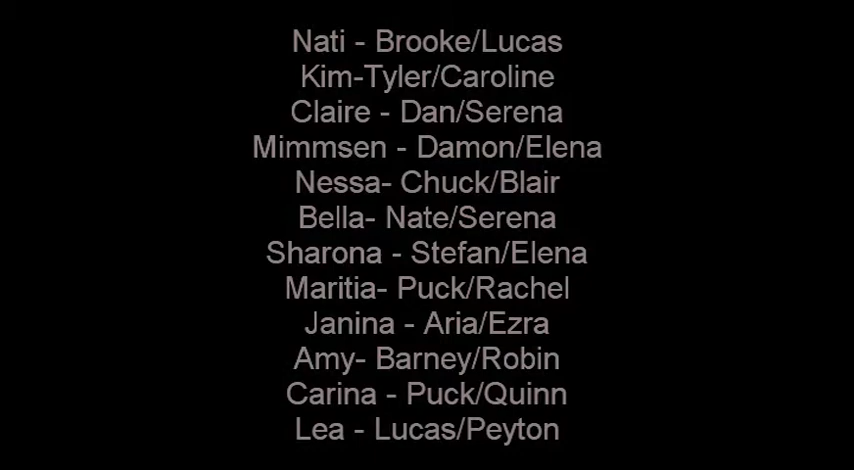 Nati - Brooke/Lucas
Kim-Tyler/Caroline
Claire - Dan/Serena
Mimmsen - Damon/Elena
Nessa- Chuck/Blair
Bella- Nate/Serena
Sharona - Stefan/Elena
Maritia- Puck/Rachel
Janina - Aria/Ezra
Amy- Barney/Robin
Carina - Puck/Quinn
Lea - Lucas/Peyton